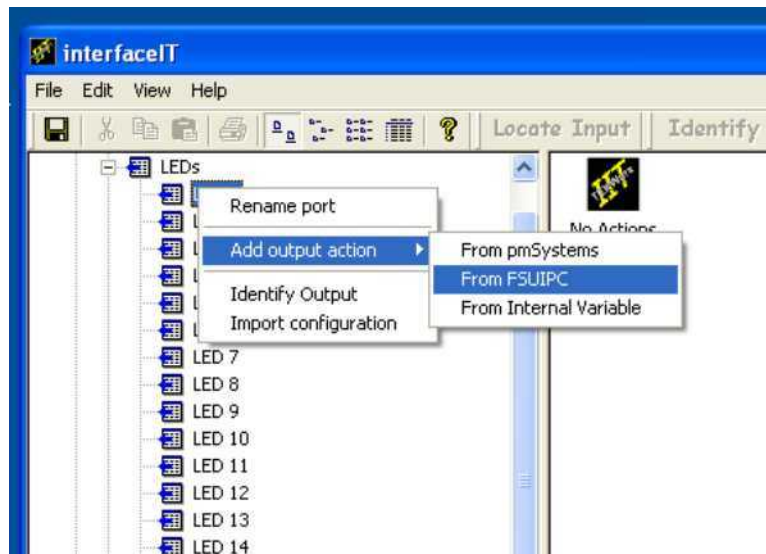 interfaceIT
File Edit View Help
Locate Input Identify
LEDs
Rename port
Add output action
Identify Output
Import configuration
From pmSystems
From FSUIPC
From Internal Variable
No Actions
LED 7
LED 8
LED 9
LED 10
LED 11
LED 12
LED 13
LED 14